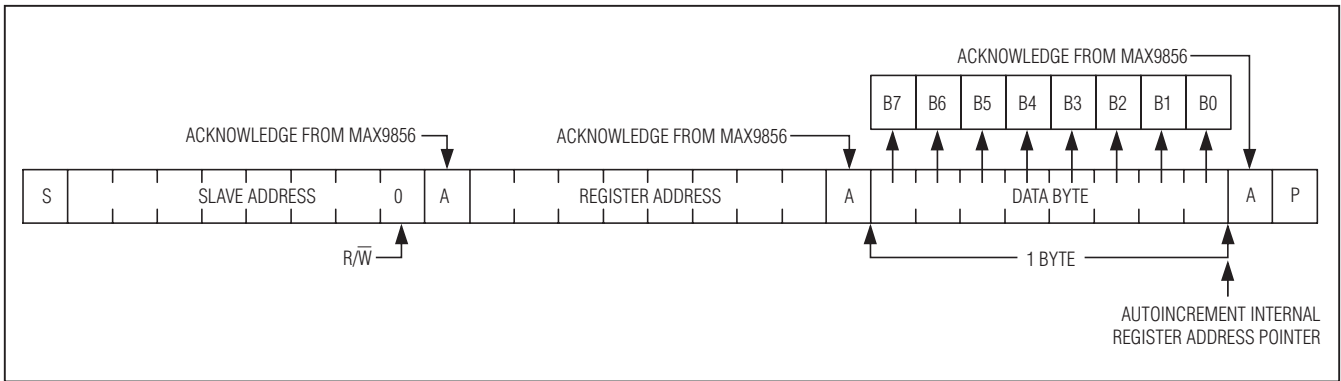 ACKNOWLEDGE FROM MAX9856
B7 B6 B5 B4 B3 B2 B1 B0
ACKNOWLEDGE FROM MAX9856 ACKNOWLEDGE FROM MAX9856
S SLAVE ADDRESS 0 A REGISTER ADDRESS A DATA BYTE A P
R/W̅ 1 BYTE
AUTOINCREMENT INTERNAL
REGISTER ADDRESS POINTER